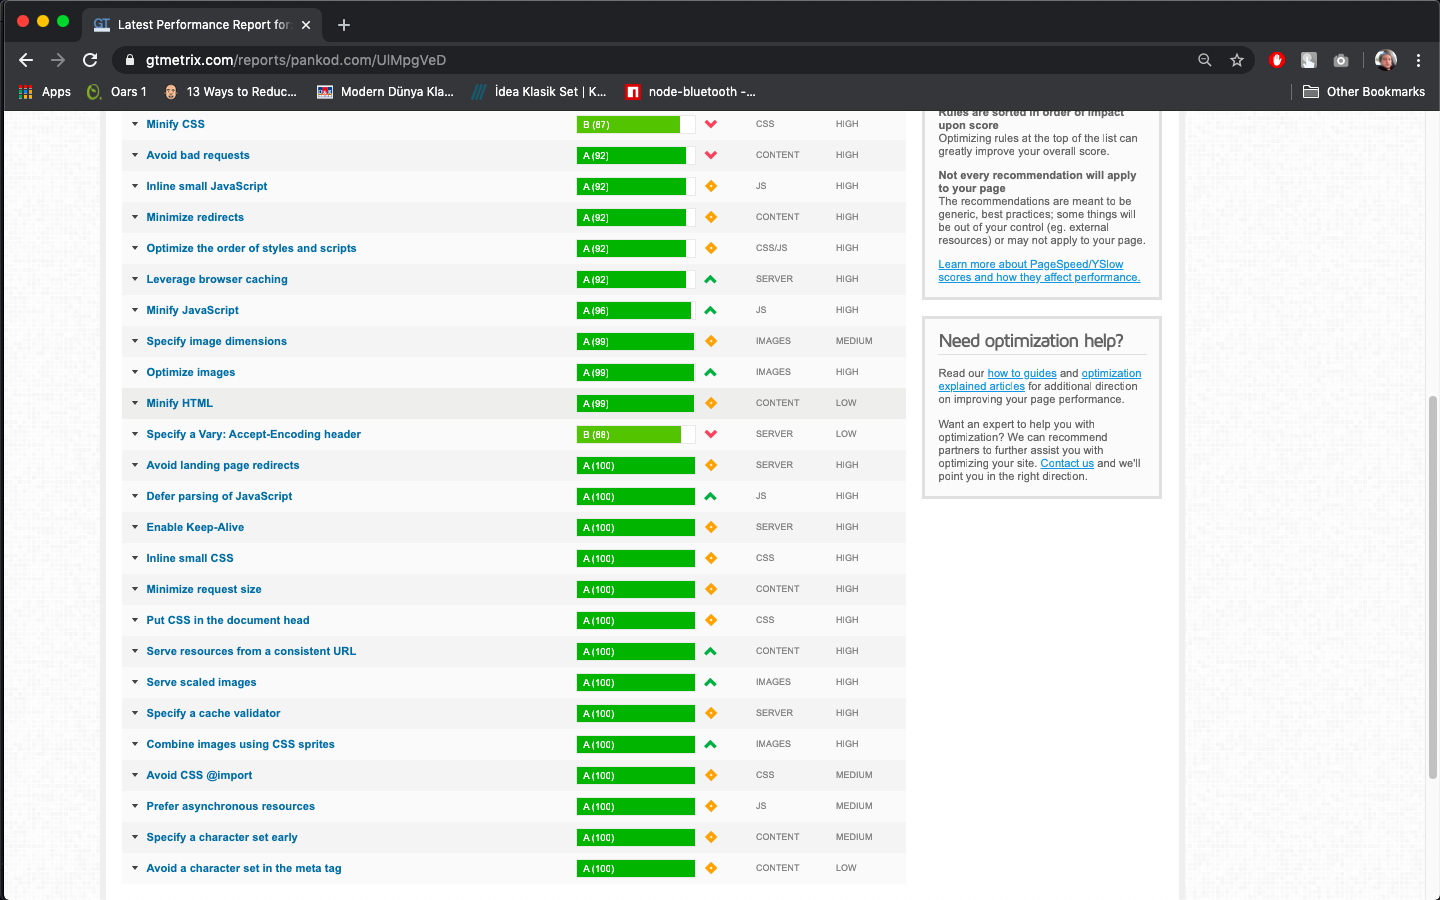 GT Latest Performance Report for
gtmetrix.com/reports/pankod.com/UIMpgVeD
Apps Oars 1 13 Ways to Reduc... Modern Dünya Kla... İdea Klasik Set | K... node-bluetooth -... Other Bookmarks
Minify CSS B (87) CSS HIGH
Avoid bad requests A (92) CONTENT HIGH
Inline small JavaScript A (92) JS HIGH
Minimize redirects A (92) CONTENT HIGH
Optimize the order of styles and scripts A (92) CSS/JS HIGH
Leverage browser caching A (92) SERVER HIGH
Minify JavaScript A (96) JS HIGH
Specify image dimensions A (99) IMAGES MEDIUM
Optimize images A (99) IMAGES HIGH
Minify HTML A (99) CONTENT LOW
Specify a Vary: Accept-Encoding header B (88) SERVER LOW
Avoid landing page redirects A (100) SERVER HIGH
Defer parsing of JavaScript A (100) JS HIGH
Enable Keep-Alive A (100) SERVER HIGH
Inline small CSS A (100) CSS HIGH
Minimize request size A (100) CONTENT HIGH
Put CSS in the document head A (100) CSS HIGH
Serve resources from a consistent URL A (100) CONTENT HIGH
Serve scaled images A (100) IMAGES HIGH
Specify a cache validator A (100) SERVER HIGH
Combine images using CSS sprites A (100) IMAGES HIGH
Avoid CSS @import A (100) CSS MEDIUM
Prefer asynchronous resources A (100) JS MEDIUM
Specify a character set early A (100) CONTENT MEDIUM
Avoid a character set in the meta tag A (100) CONTENT LOW
Rules are sorted in order of impact
upon score
Optimizing rules at the top of the list can
greatly improve your overall score.
Not every recommendation will apply
to your page
The recommendations are meant to be
generic, best practices; some things will
be out of your control (eg. external
resources) or may not apply to your page.
Learn more about PageSpeed/YSlow
scores and how they affect performance.
Need optimization help?
Read our how to guides and optimization
explained articles for additional direction
on improving your page performance.
Want an expert to help you with
optimization? We can recommend
partners to further assist you with
optimizing your site. Contact us and we'll
point you in the right direction.